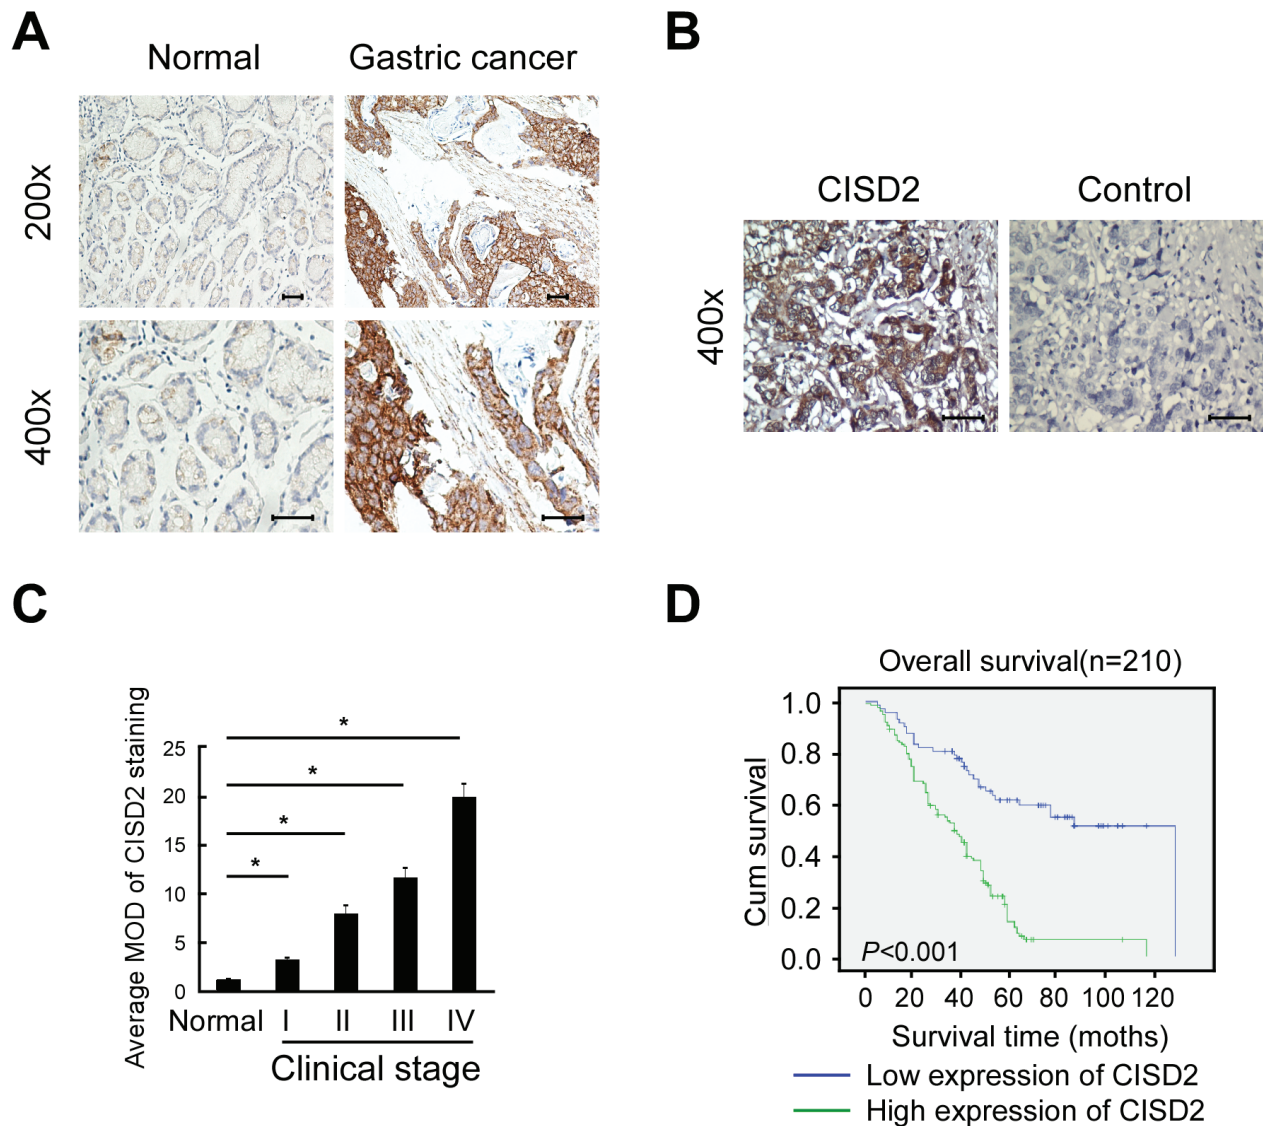 A
Normal
Gastric cancer
200x
400x
B
CISD2
Control
400x
C
Average MOD of CISD2 staining
25
20
15
10
5
0
*
*
*
*
Normal
I
II
III
IV
Clinical stage
D
Overall survival(n=210)
Cum survival
1.0
0.8
0.6
0.4
0.2
0.0
P<0.001
0 20 40 60 80 100 120
Survival time (moths)
Low expression of CISD2
High expression of CISD2